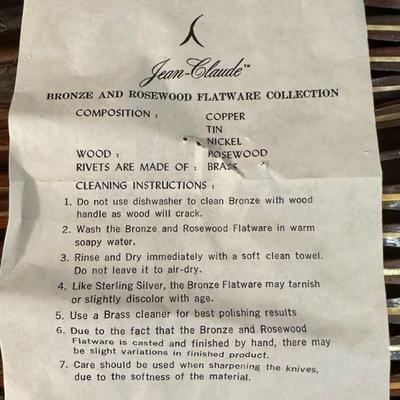 Jean-Claude™
BRONZE AND ROSEWOOD FLATWARE COLLECTION
COMPOSITION : COPPER
TIN
NICKEL
WOOD : ROSEWOOD
RIVETS ARE MADE OF : BRASS
CLEANING INSTRUCTIONS :
1. Do not use dishwasher to clean Bronze with wood
handle as wood will crack.
2. Wash the Bronze and Rosewood Flatware in warm
soapy water.
3. Rinse and Dry immediately with a soft clean towel.
Do not leave it to air-dry.
4. Like Sterling Silver, the Bronze Flatware may tarnish
or slightly discolor with age.
5. Use a Brass cleaner for best polishing results
6. Due to the fact that the Bronze and Rosewood
Flatware is casted and finished by hand, there may
be slight variations in finished product.
7. Care should be used when sharpening the knives,
due to the softness of the material.